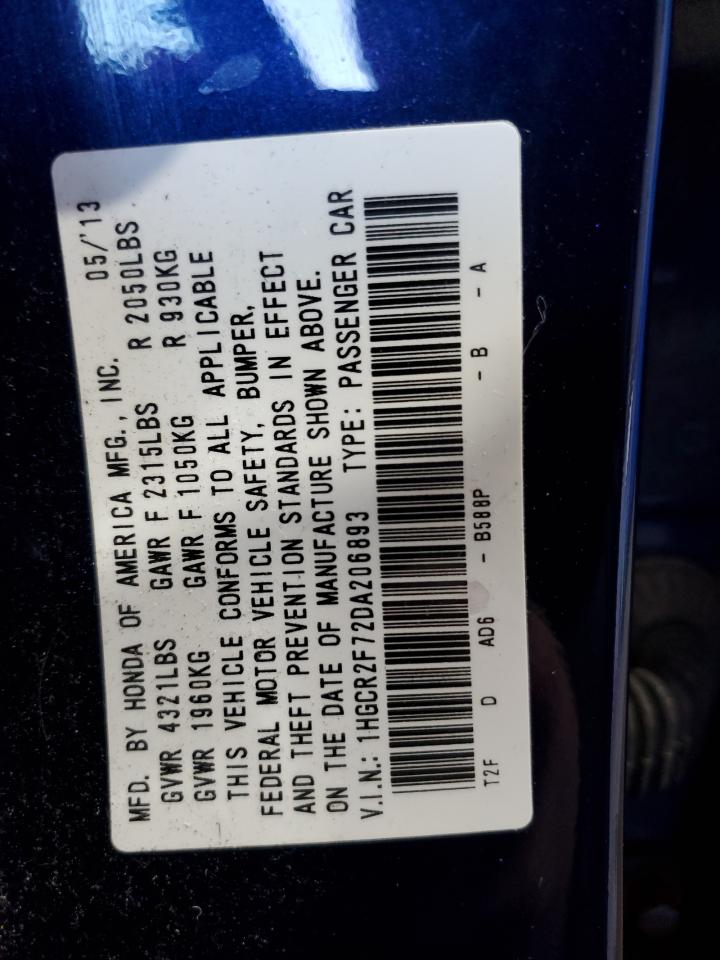 MFD. BY HONDA OF AMERICA MFG., INC. 05/'13
GVWR 4321LBS GAWR F 2315LBS R 2050LBS
GVWR 1960KG GAWR F 1050KG R 930KG
THIS VEHICLE CONFORMS TO ALL APPLICABLE
FEDERAL MOTOR VEHICLE SAFETY, BUMPER,
AND THEFT PREVENTION STANDARDS IN EFFECT
ON THE DATE OF MANUFACTURE SHOWN ABOVE.
V.I.N.: 1HGCR2F72DA206893 TYPE: PASSENGER CAR
T2F D AD6 - B588P - B - A